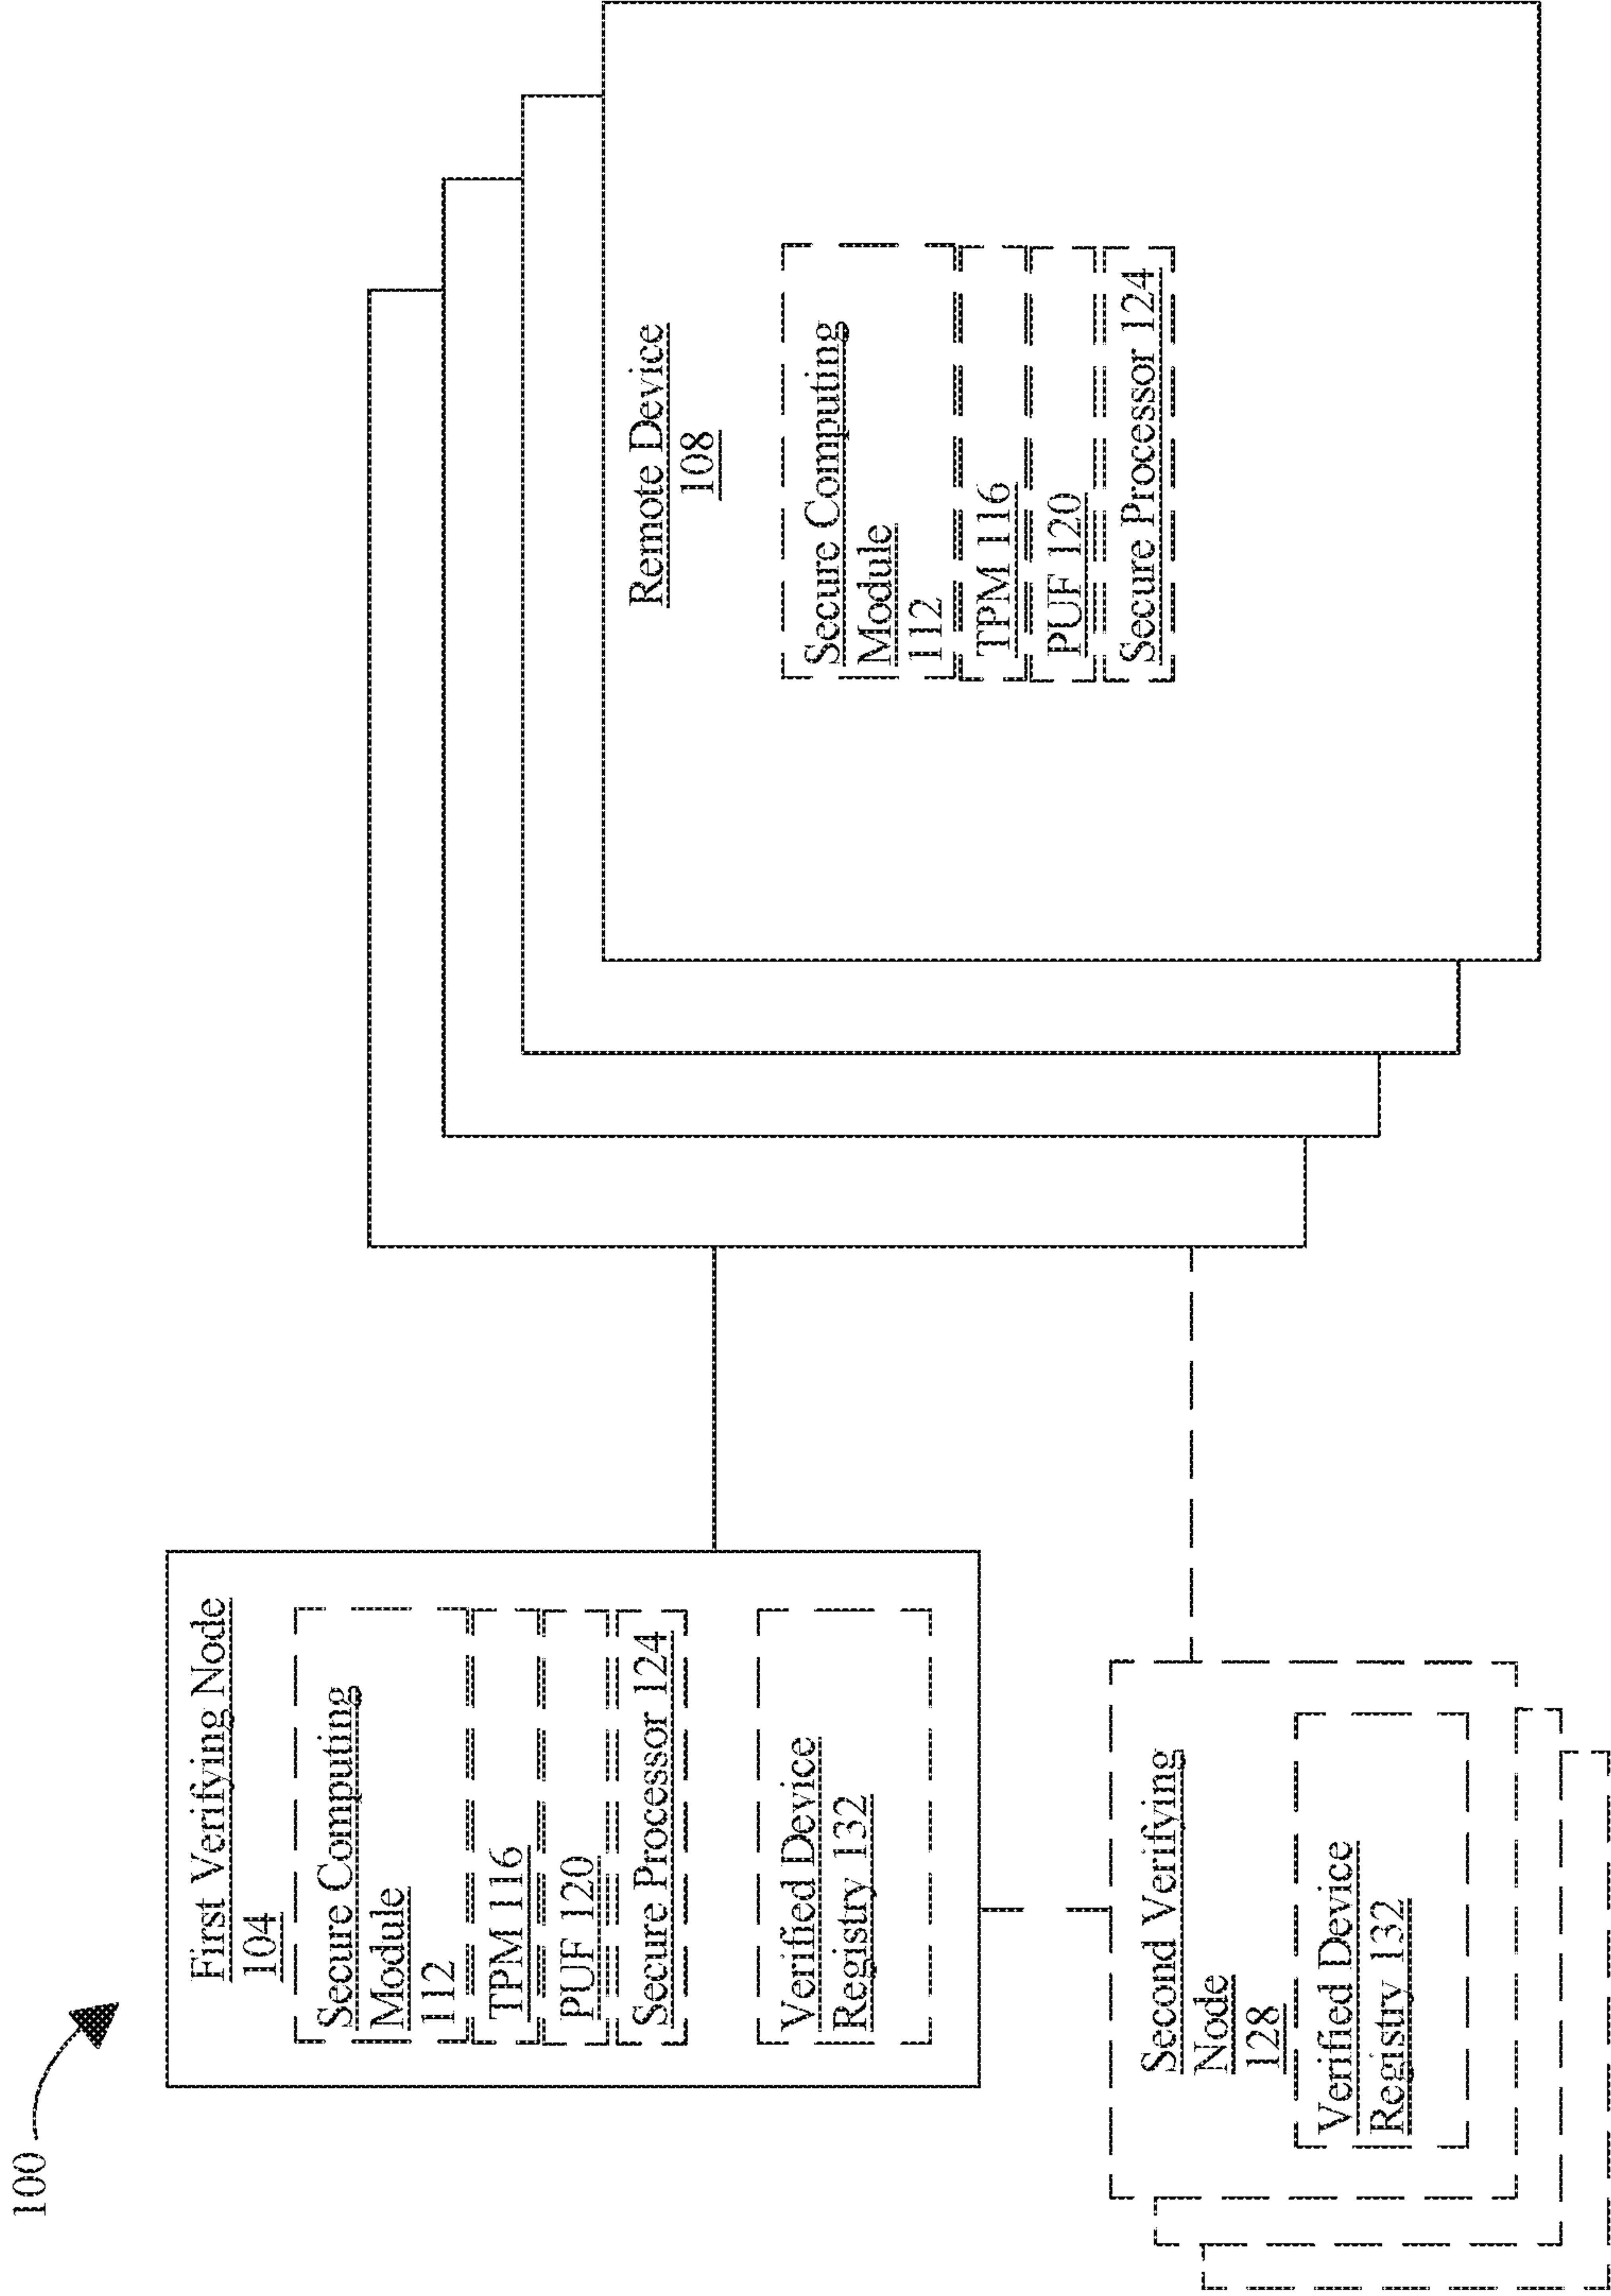 100
First Verifying Node
104
Secure Computing
Module
112
TPM 116
PUF 120
Secure Processor 124
Verified Device
Registry 132
Second Verifying
Node
128
Verified Device
Registry 132
Remote Device
108
Secure Computing
Module
112
TPM 116
PUF 120
Secure Processor 124